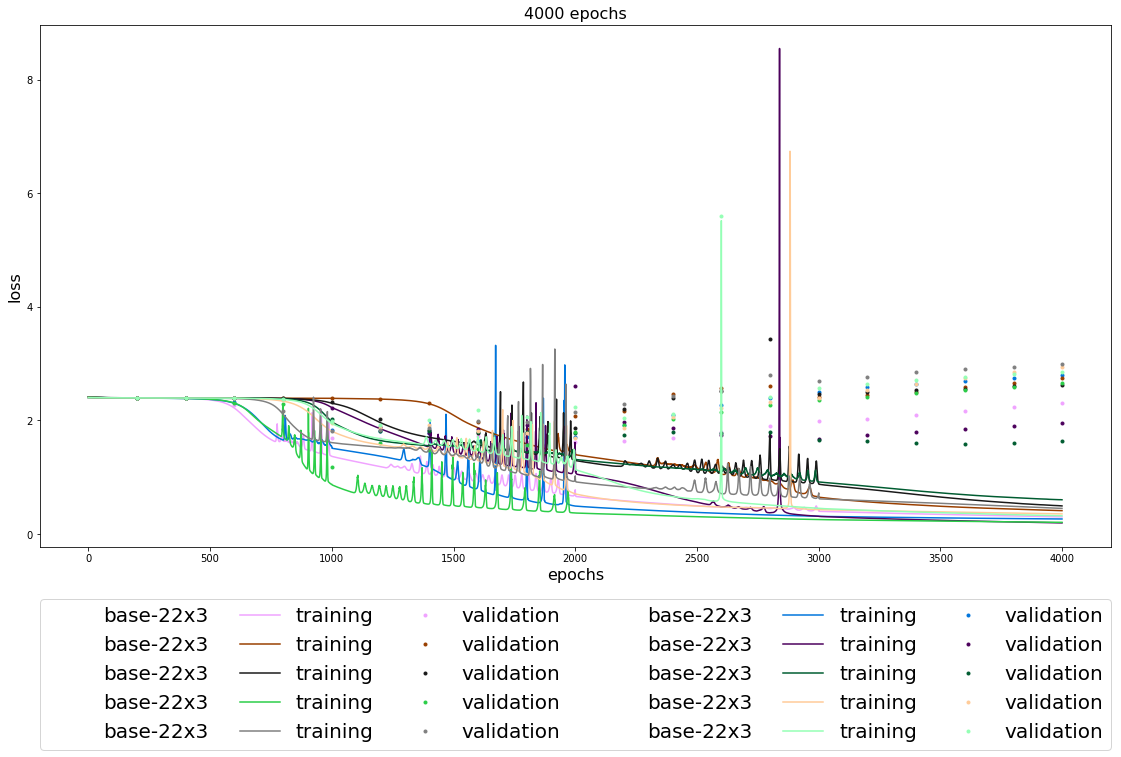 4000 epochs
8
6
4
2
0
loss
0 500 1000 1500 2000 2500 3000 3500 4000
epochs
base-22x3 training validation base-22x3 training validation
base-22x3 training validation base-22x3 training validation
base-22x3 training validation base-22x3 training validation
base-22x3 training validation base-22x3 training validation
base-22x3 training validation base-22x3 training validation